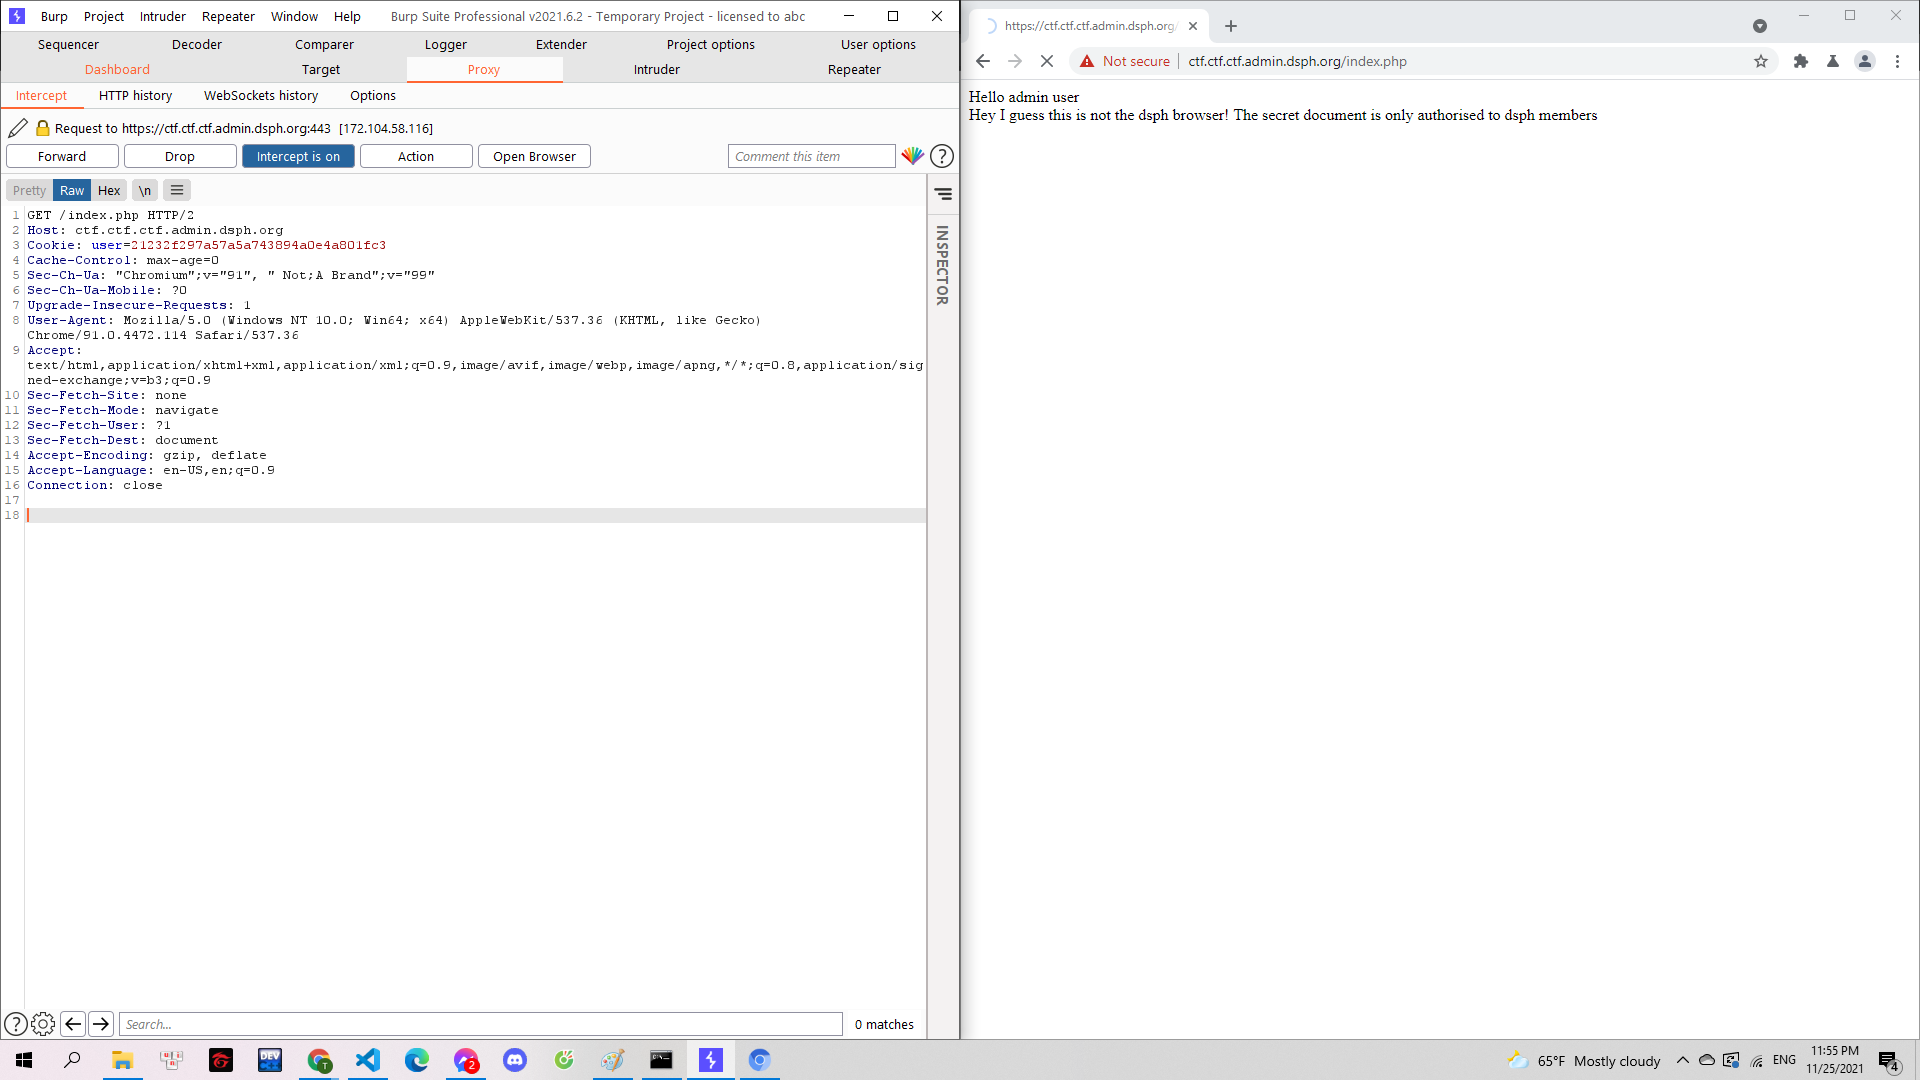 Burp Project Intruder Repeater Window Help Burp Suite Professional v2021.6.2 - Temporary Project - licensed to abc
Sequencer Decoder Comparer Logger Extender Project options User options
Dashboard Target Proxy Intruder Repeater
Intercept HTTP history WebSockets history Options
Request to https://ctf.ctf.ctf.admin.dsph.org:443 [172.104.58.116]
Forward Drop Intercept is on Action Open Browser Comment this item ?
Pretty Raw Hex \n
INSPECTOR
1 GET /index.php HTTP/2
2 Host: ctf.ctf.ctf.admin.dsph.org
3 Cookie: user=21232f297a57a5a743894a0e4a801fc3
4 Cache-Control: max-age=0
5 Sec-Ch-Ua: "Chromium";v="91", " Not;A Brand";v="99"
6 Sec-Ch-Ua-Mobile: ?0
7 Upgrade-Insecure-Requests: 1
8 User-Agent: Mozilla/5.0 (Windows NT 10.0; Win64; x64) AppleWebKit/537.36 (KHTML, like Gecko)
Chrome/91.0.4472.114 Safari/537.36
9 Accept:
text/html,application/xhtml+xml,application/xml;q=0.9,image/avif,image/webp,image/apng,*/*;q=0.8,application/sig
ned-exchange;v=b3;q=0.9
10 Sec-Fetch-Site: none
11 Sec-Fetch-Mode: navigate
12 Sec-Fetch-User: ?1
13 Sec-Fetch-Dest: document
14 Accept-Encoding: gzip, deflate
15 Accept-Language: en-US,en;q=0.9
16 Connection: close
17
18
? Search... 0 matches
https://ctf.ctf.ctf.admin.dsph.org/
Not secure ctf.ctf.ctf.admin.dsph.org/index.php
Hello admin user
Hey I guess this is not the dsph browser! The secret document is only authorised to dsph members
DEV T 2 65°F Mostly cloudy ENG 11:55 PM
11/25/2021 4